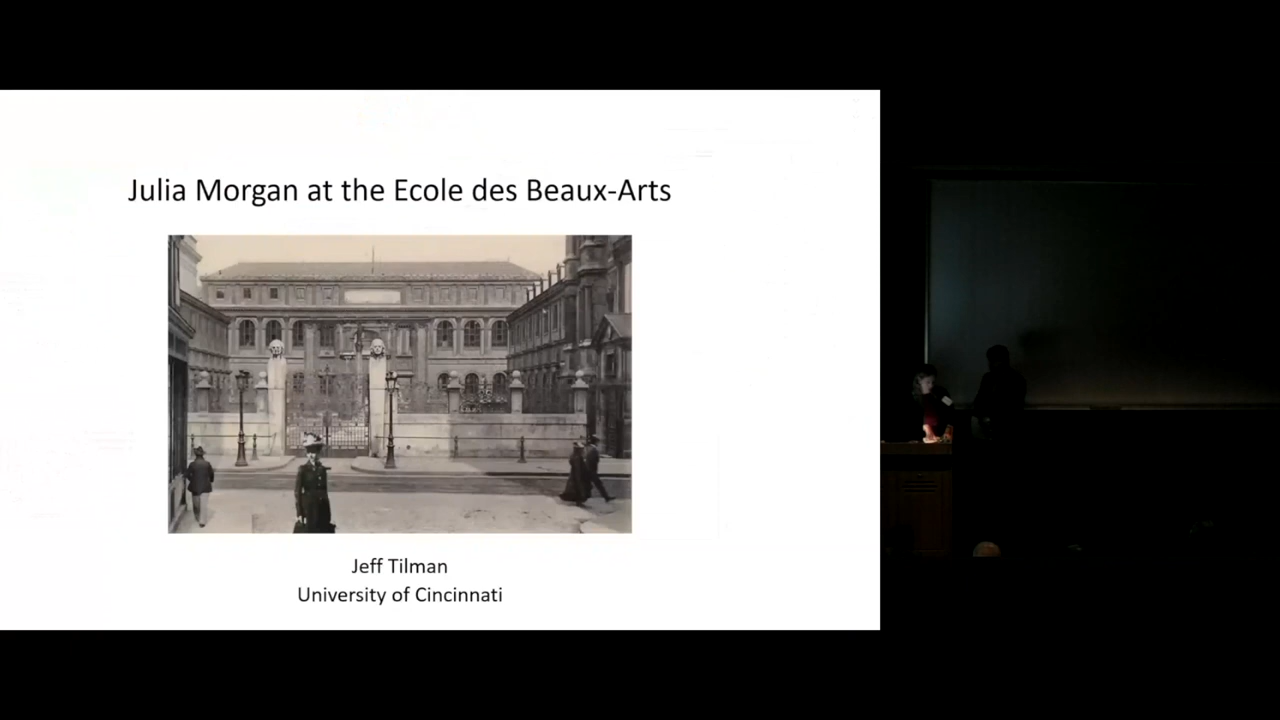 Julia Morgan at the Ecole des Beaux-Arts
Jeff Tilman
University of Cincinnati